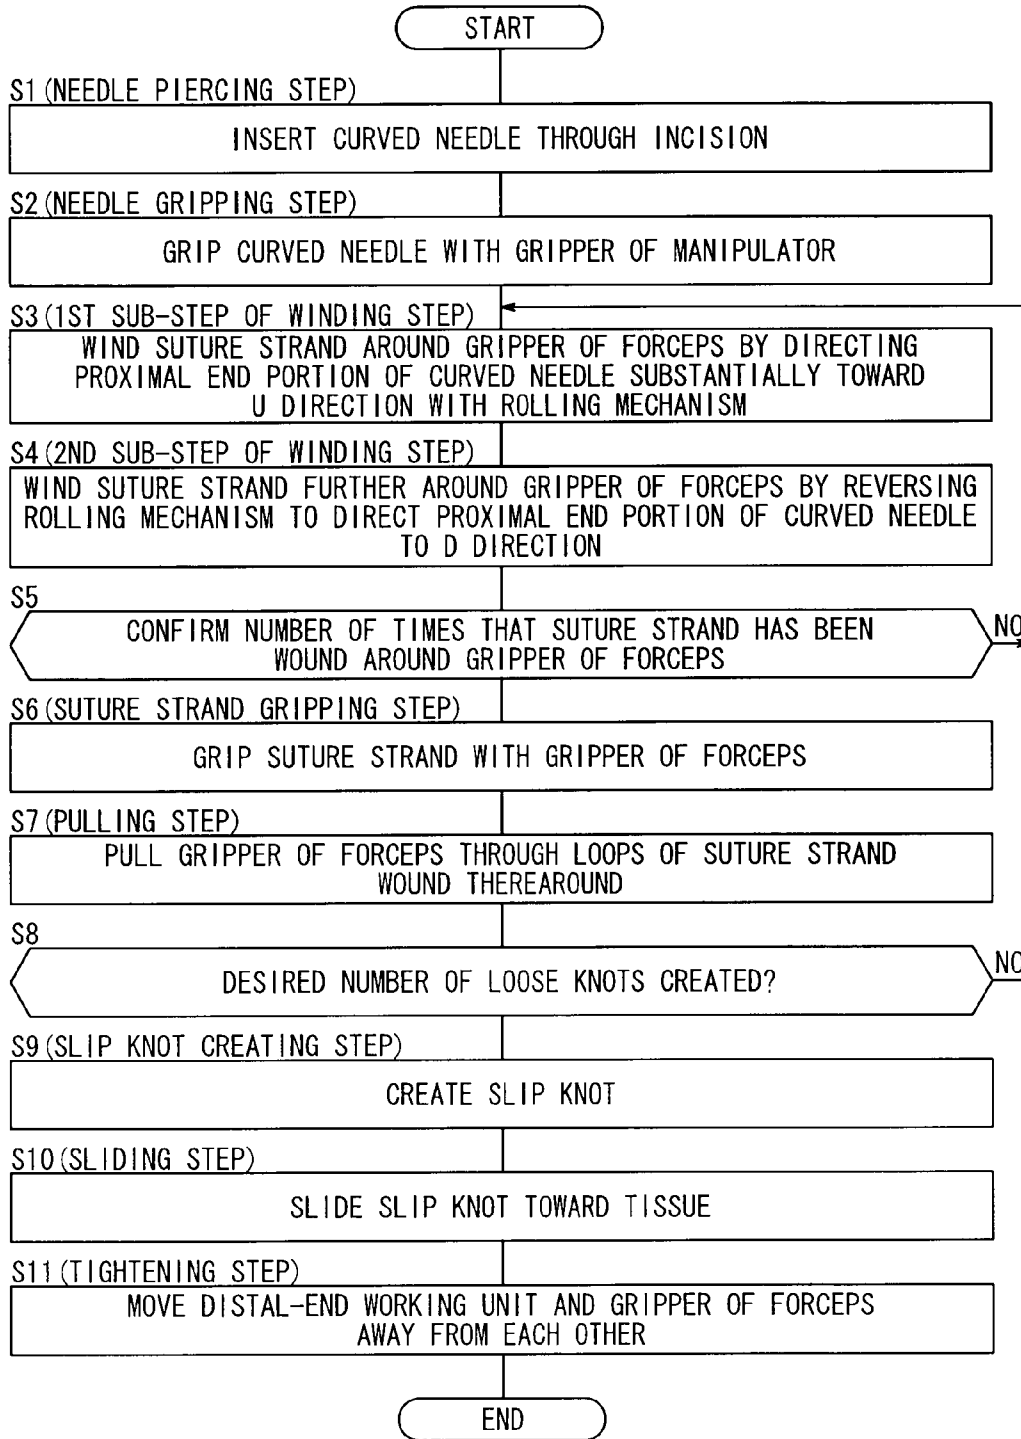 START
S1(NEEDLE PIERCING STEP)
INSERT CURVED NEEDLE THROUGH INCISION
S2(NEEDLE GRIPPING STEP)
GRIP CURVED NEEDLE WITH GRIPPER OF MANIPULATOR
S3(1ST SUB-STEP OF WINDING STEP)
WIND SUTURE STRAND AROUND GRIPPER OF FORCEPS BY DIRECTING
PROXIMAL END PORTION OF CURVED NEEDLE SUBSTANTIALLY TOWARD
U DIRECTION WITH ROLLING MECHANISM
S4(2ND SUB-STEP OF WINDING STEP)
WIND SUTURE STRAND FURTHER AROUND GRIPPER OF FORCEPS BY REVERSING
ROLLING MECHANISM TO DIRECT PROXIMAL END PORTION OF CURVED NEEDLE
TO D DIRECTION
S5
CONFIRM NUMBER OF TIMES THAT SUTURE STRAND HAS BEEN
WOUND AROUND GRIPPER OF FORCEPS
NO
S6(SUTURE STRAND GRIPPING STEP)
GRIP SUTURE STRAND WITH GRIPPER OF FORCEPS
S7(PULLING STEP)
PULL GRIPPER OF FORCEPS THROUGH LOOPS OF SUTURE STRAND
WOUND THEREAROUND
S8
DESIRED NUMBER OF LOOSE KNOTS CREATED?
NO
S9(SLIP KNOT CREATING STEP)
CREATE SLIP KNOT
S10(SLIDING STEP)
SLIDE SLIP KNOT TOWARD TISSUE
S11(TIGHTENING STEP)
MOVE DISTAL-END WORKING UNIT AND GRIPPER OF FORCEPS
AWAY FROM EACH OTHER
END